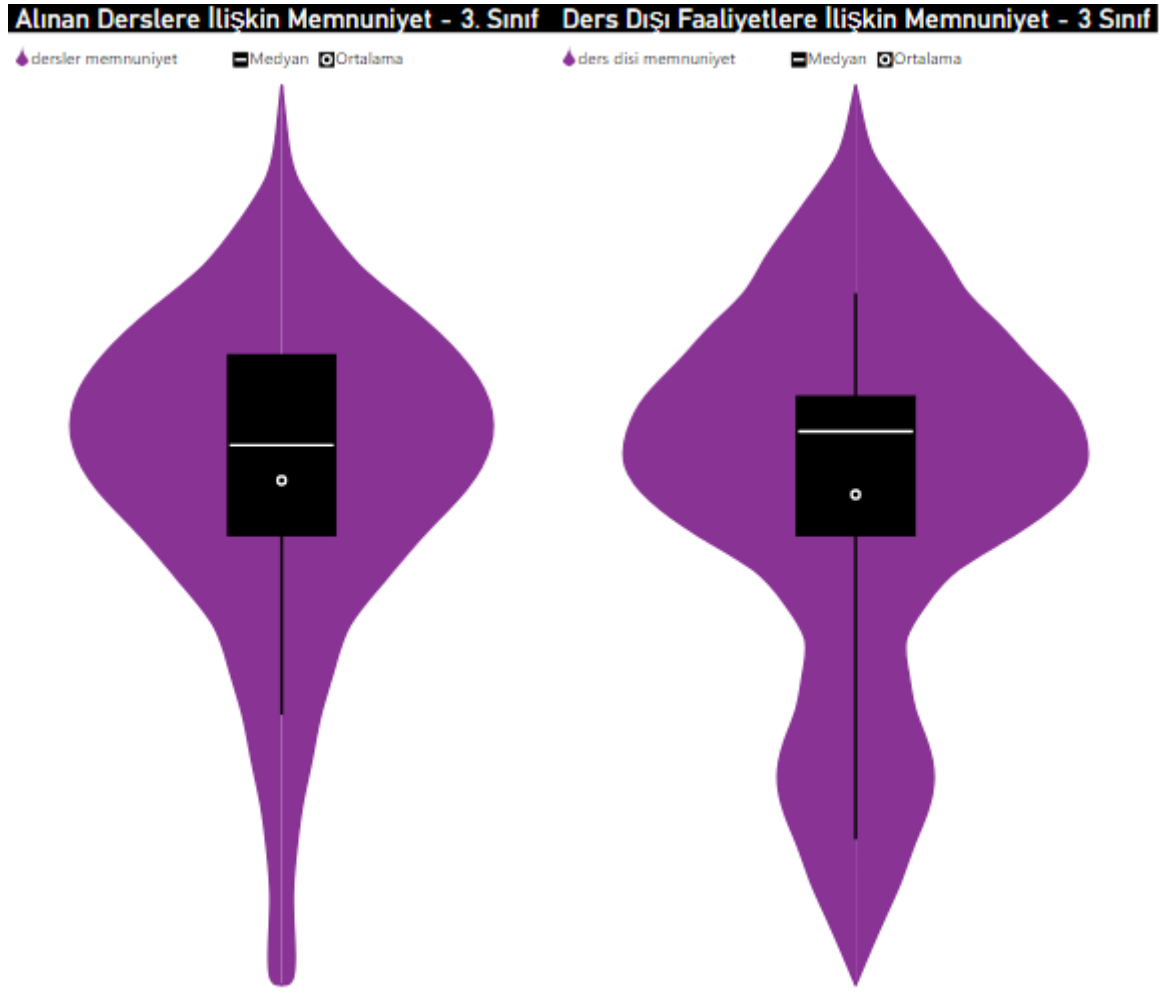 Alınan Derslere İlişkin Memnuniyet - 3. Sınıf
dersler memnuniyet Medyan Ortalama
Ders Dışı Faaliyetlere İlişkin Memnuniyet - 3 Sınıf
ders disi memnuniyet Medyan Ortalama